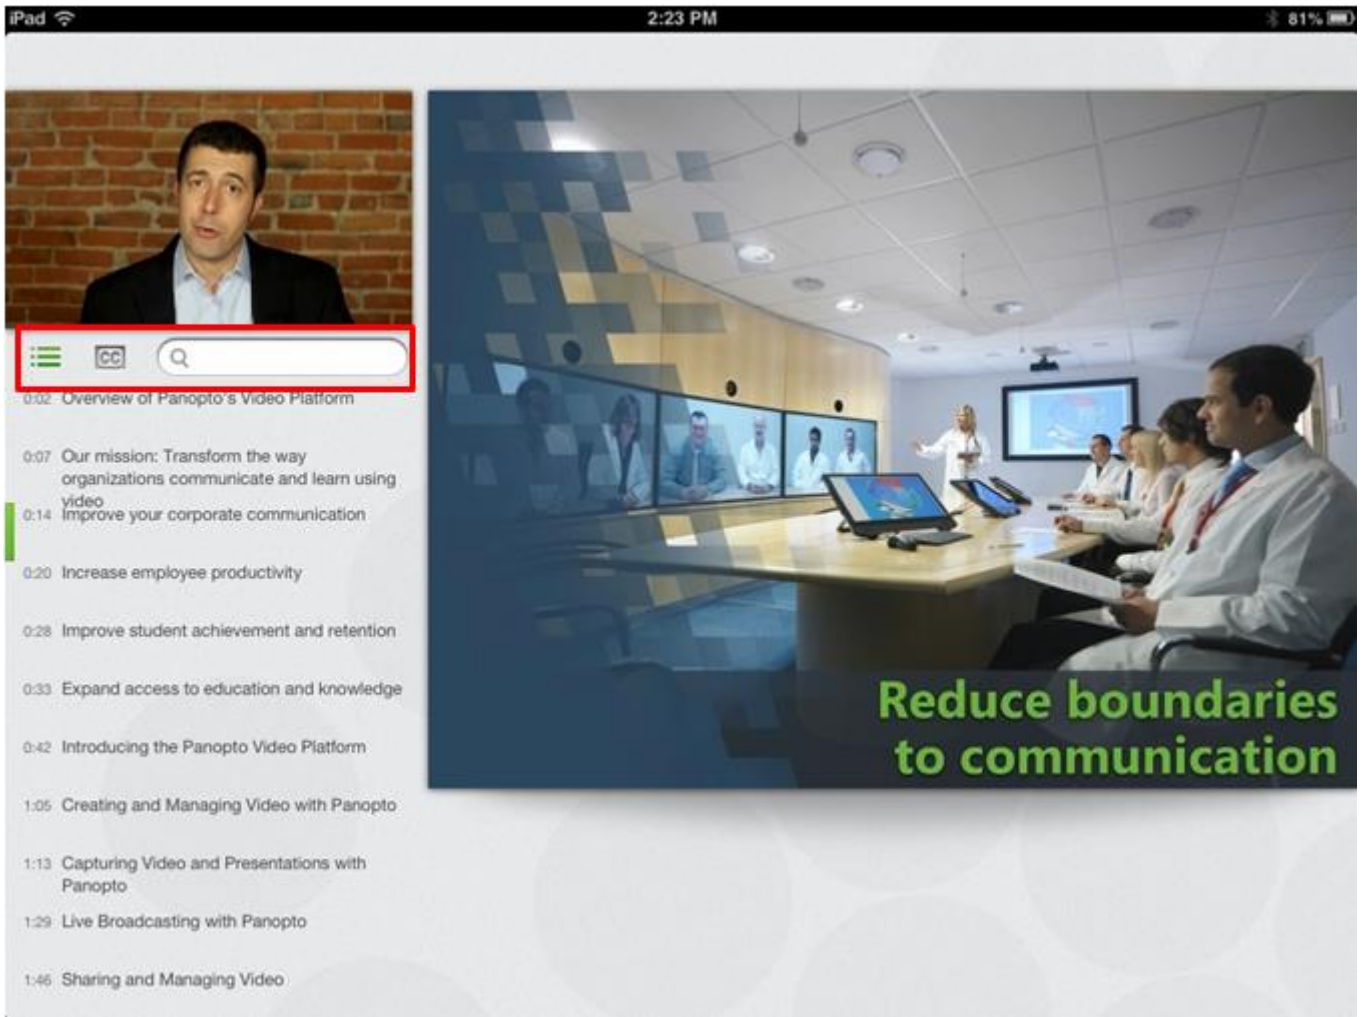 iPad 2:23 PM 81%
CC
0:02 Overview of Panopto's Video Platform
0:07 Our mission: Transform the way
organizations communicate and learn using
video
0:14 Improve your corporate communication
0:20 Increase employee productivity
0:28 Improve student achievement and retention
0:33 Expand access to education and knowledge
0:42 Introducing the Panopto Video Platform
1:05 Creating and Managing Video with Panopto
1:13 Capturing Video and Presentations with
Panopto
1:29 Live Broadcasting with Panopto
1:46 Sharing and Managing Video
Reduce boundaries
to communication